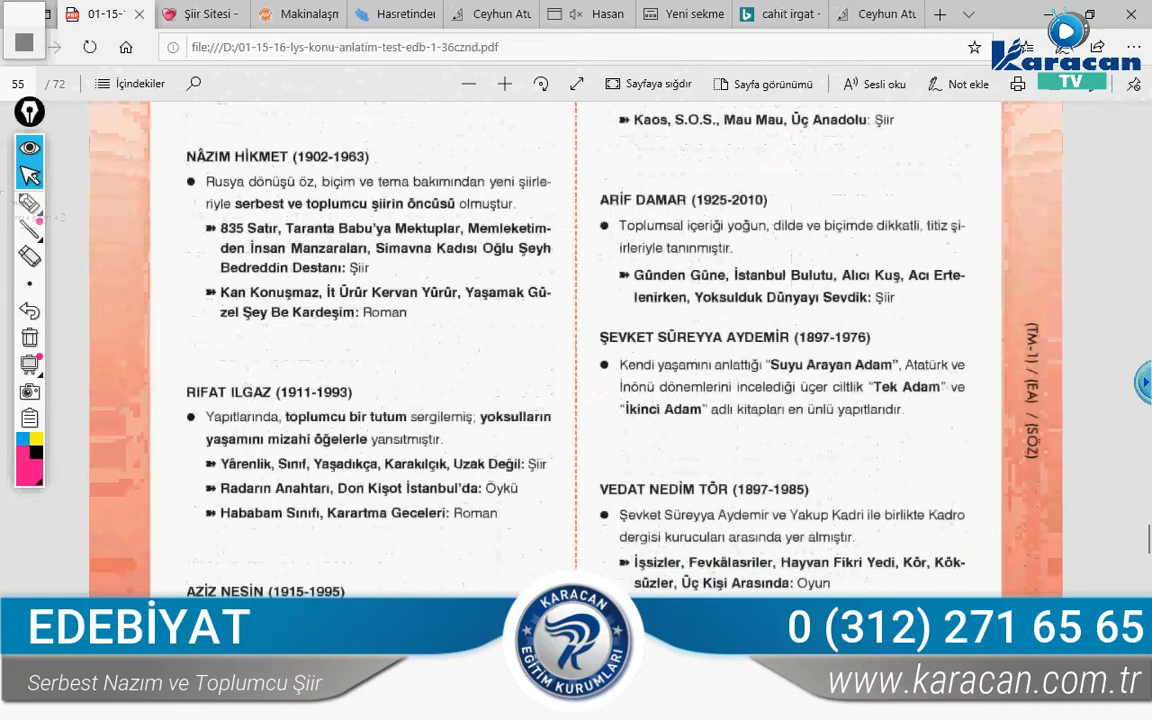 01-15-
Şiir Sitesi -
Makinalaşn
Hasretinder
Ceyhun Atu
Hasan
Yeni sekme
cahit irgat
Ceyhun Atu
file:///D:/01-15-16-lys-konu-anlatim-test-edb-1-36cznd.pdf
Karacan
TV
55 / 72
İçindekiler
Sayfaya sığdır
Sayfa görünümü
Sesli oku
Not ekle
NÂZIM HİKMET (1902-1963)
● Rusya dönüşü öz, biçim ve tema bakımından yeni şiirle-
riyle serbest ve toplumcu şiirin öncüsü olmuştur.
➽ 835 Satır, Taranta Babu'ya Mektuplar, Memleketim-
den İnsan Manzaraları, Simavna Kadısı Oğlu Şeyh
Bedreddin Destanı: Şiir
➽ Kan Konuşmaz, İt Ürür Kervan Yürür, Yaşamak Gü-
zel Şey Be Kardeşim: Roman
RIFAT ILGAZ (1911-1993)
● Yapıtlarında, toplumcu bir tutum sergilemiş; yoksulların
yaşamını mizahi öğelerle yansıtmıştır.
➽ Yârenlik, Sınıf, Yaşadıkça, Karakılçık, Uzak Değil: Şiir
➽ Radarın Anahtarı, Don Kişot İstanbul'da: Öykü
➽ Hababam Sınıfı, Karartma Geceleri: Roman
AZİZ NESİN (1915-1995)
➽ Kaos, S.O.S., Mau Mau, Üç Anadolu: Şiir
ARİF DAMAR (1925-2010)
● Toplumsal içeriği yoğun, dilde ve biçimde dikkatli, titiz şi-
irleriyle tanınmıştır.
➽ Günden Güne, İstanbul Bulutu, Alıcı Kuş, Acı Erte-
lenirken, Yoksulduk Dünyayı Sevdik: Şiir
ŞEVKET SÜREYYA AYDEMİR (1897-1976)
● Kendi yaşamını anlattığı "Suyu Arayan Adam", Atatürk ve
İnönü dönemlerini incelediği üçer ciltlik "Tek Adam" ve
"İkinci Adam" adlı kitapları en ünlü yapıtlarıdır.
VEDAT NEDİM TÖR (1897-1985)
● Şevket Süreyya Aydemir ve Yakup Kadri ile birlikte Kadro
dergisi kurucuları arasında yer almıştır.
➽ İşsizler, Fevkâlasriler, Hayvan Fikri Yedi, Kör, Kök-
süzler, Üç Kişi Arasında: Oyun
(TM-1) / (EA) / (SÖZ)
EDEBİYAT
Serbest Nazım ve Toplumcu Şiir
KARACAN
EĞİTİM KURUMLARI
0 (312) 271 65 65
www.karacan.com.tr